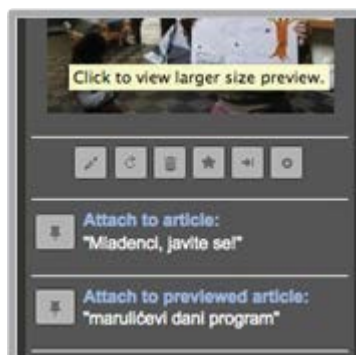 Click to view larger size preview.
Attach to article:
"Mladenci, javite se!"
Attach to previewed article:
"marulićevi dani program"